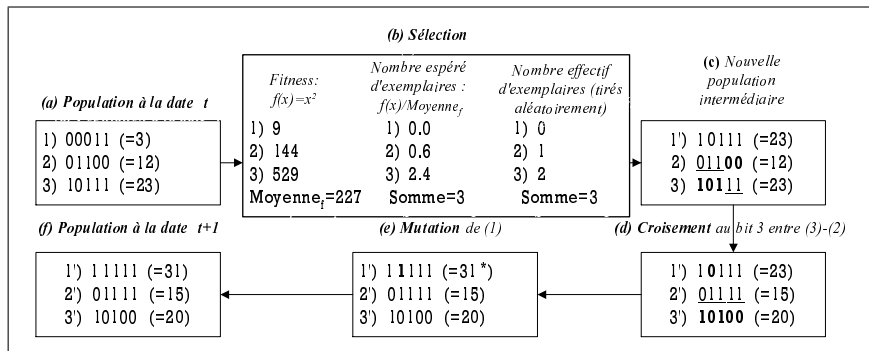 (b) Sélection
Fitness:
f(x)=x²
Nombre espéré
d'exemplaires :
f(x)/Moyenne_f
Nombre effectif
d'exemplaires (tirés
aléatoirement)
1) 9
2) 144
3) 529
Moyenne_f=227
1) 0.0
2) 0.6
3) 2.4
Somme=3
1) 0
2) 1
3) 2
Somme=3
(a) Population à la date t
1) 00011 (=3)
2) 01100 (=12)
3) 10111 (=23)
(c) Nouvelle
population
intermédiaire
1') 10111 (=23)
2) 01100 (=12)
3) 10111 (=23)
(d) Croisement au bit 3 entre (3)-(2)
1') 10111 (=23)
2') 01111 (=15)
3') 10100 (=20)
(e) Mutation de (1)
1') 11111 (=31*)
2') 01111 (=15)
3') 10100 (=20)
(f) Population à la date t+1
1') 11111 (=31)
2') 01111 (=15)
3') 10100 (=20)